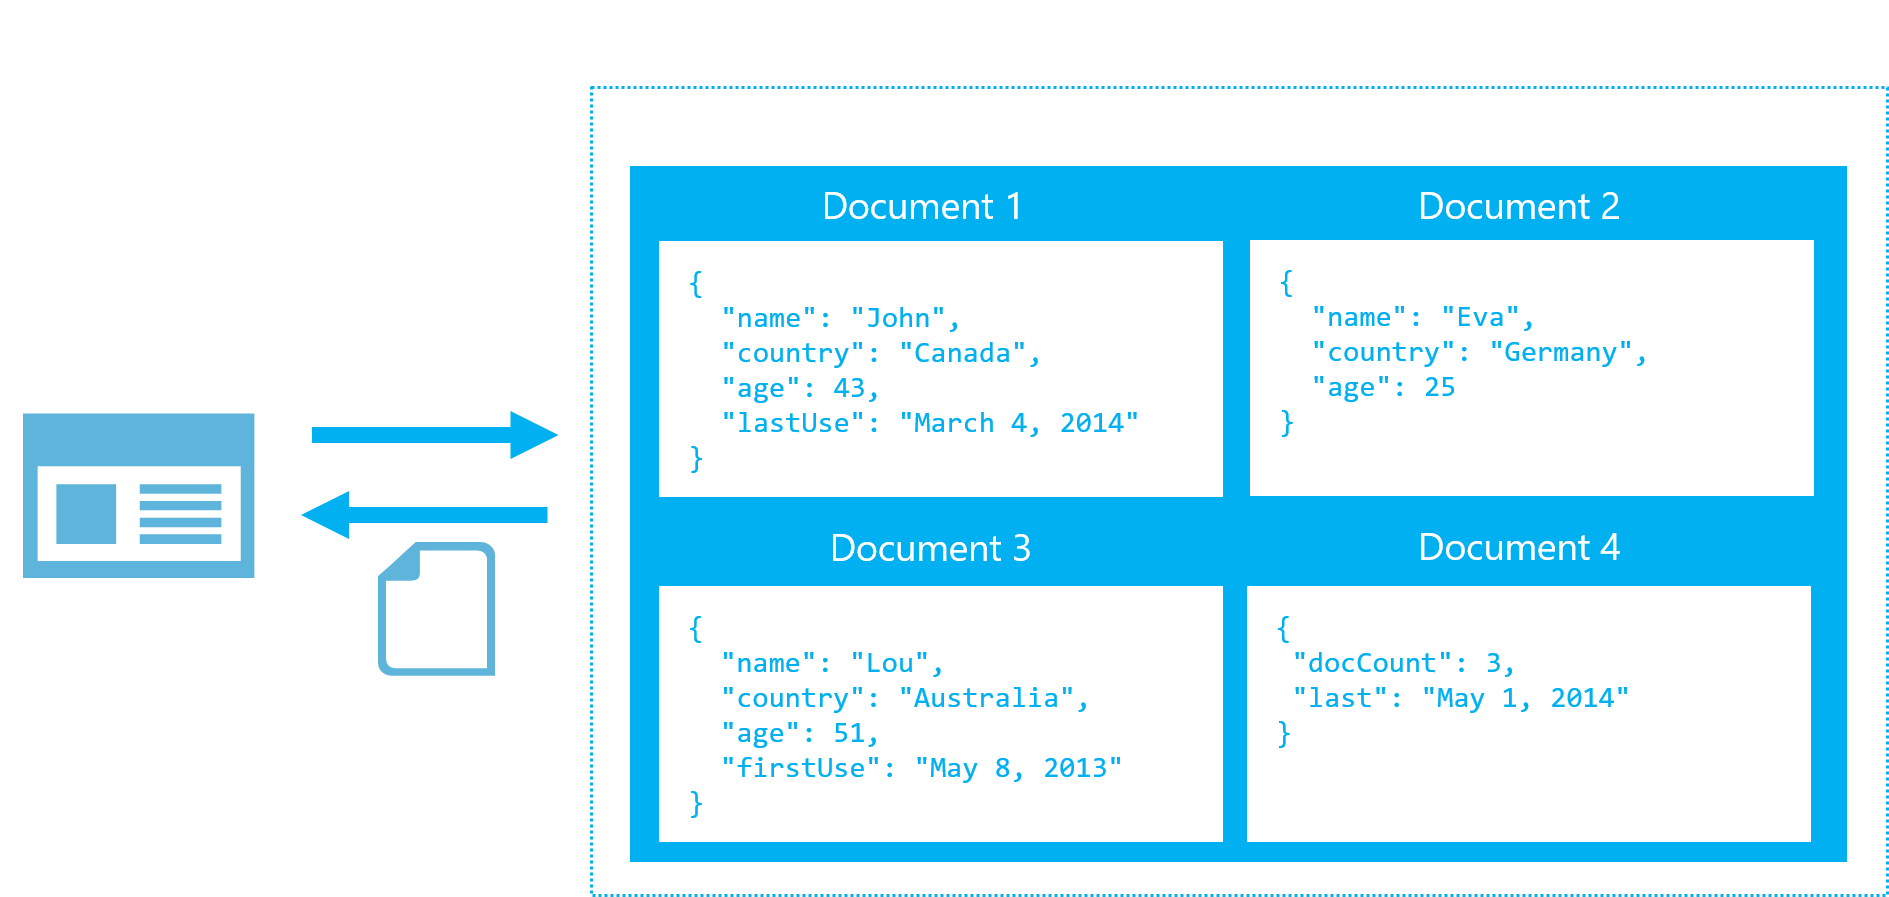 Document 1
{
  "name": "John",
  "country": "Canada",
  "age": 43,
  "lastUse": "March 4, 2014"
}
Document 2
{
  "name": "Eva",
  "country": "Germany",
  "age": 25
}
Document 3
{
  "name": "Lou",
  "country": "Australia",
  "age": 51,
  "firstUse": "May 8, 2013"
}
Document 4
{
 "docCount": 3,
 "last": "May 1, 2014"
}